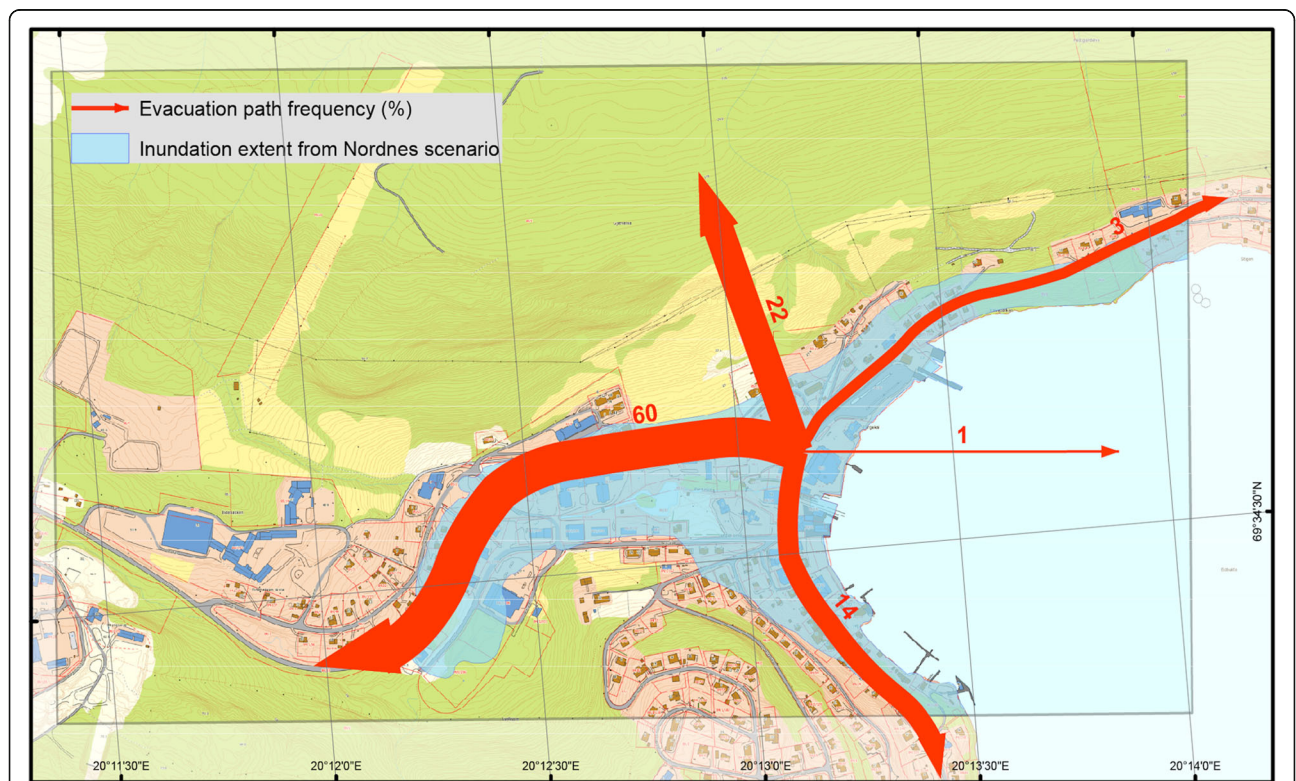 Evacuation path frequency (%)
Inundation extent from Nordnes scenario
3
22
60
1
69°34'30"N
14
20°11'30"E
20°12'0"E
20°12'30"E
20°13'0"E
20°13'30"E
20°14'0"E